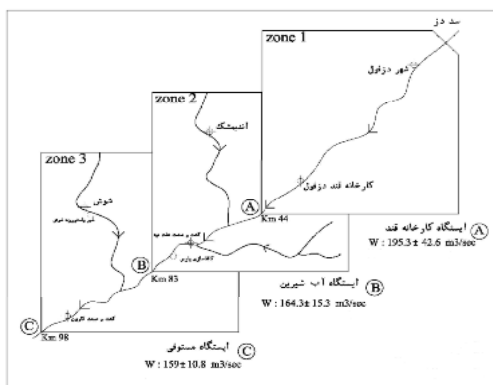 سد دز
zone 1
شهر دزفول
کارخانه قند دزفول
zone 2
اندیمشک
zone 3
شوش
A
Km 44
A ایستگاه کارخانه قند
W : 195.3± 42.6 m3/sec
B
Km 83
B ایستگاه آب شیرین
W : 164.3± 15.3 m3/sec
C
Km 98
C ایستگاه مستوفی
W : 159±10.8 m3/sec